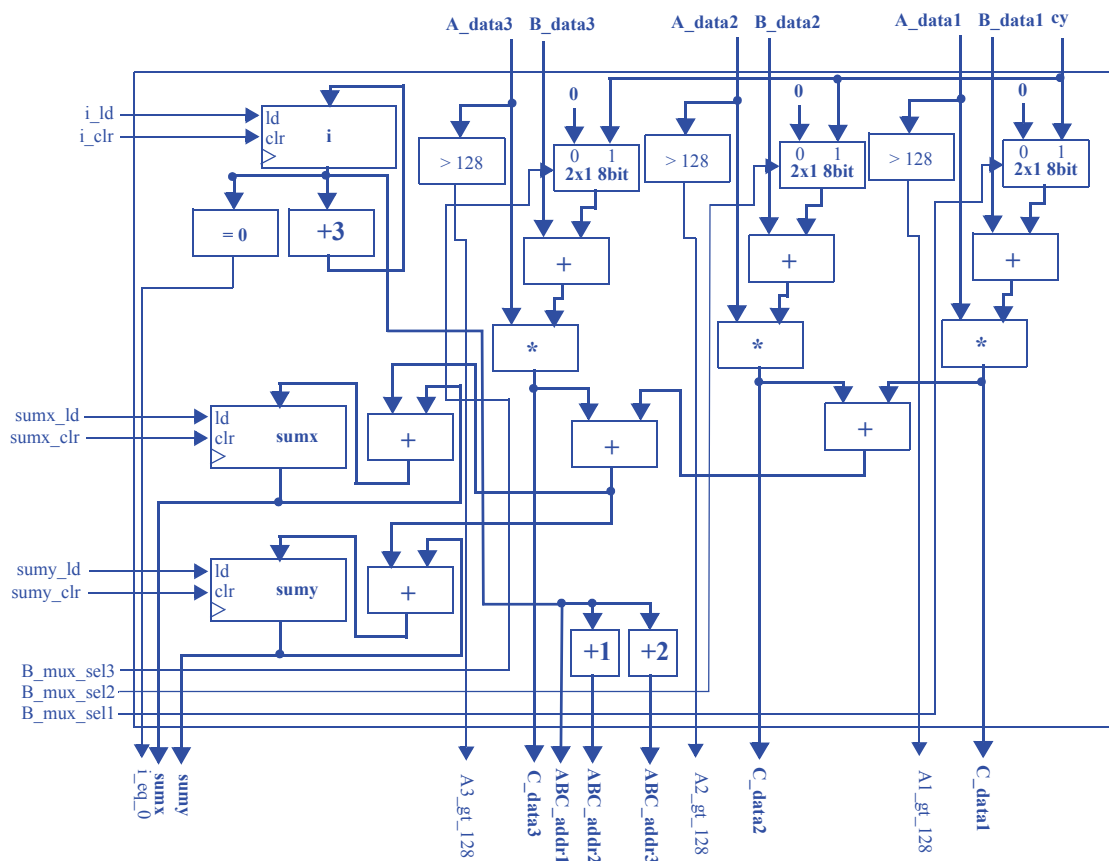 A_data3 B_data3 A_data2 B_data2 A_data1 B_data1 cy
i_ld
i_clr
ld
clr
i
0
0
0
> 128
> 128
> 128
0 1
2x1 8bit
0 1
2x1 8bit
0 1
2x1 8bit
= 0
+3
+
+
+
*
*
*
sumx_ld
sumx_clr
ld
clr
sumx
+
+
+
sumy_ld
sumy_clr
ld
clr
sumy
+
+1
+2
B_mux_sel3
B_mux_sel2
B_mux_sel1
i_eq_0
sumx
sumy
A3_gt_128
C_data3
ABC_addr1
ABC_addr2
ABC_addr3
A2_gt_128
C_data2
A1_gt_128
C_data1